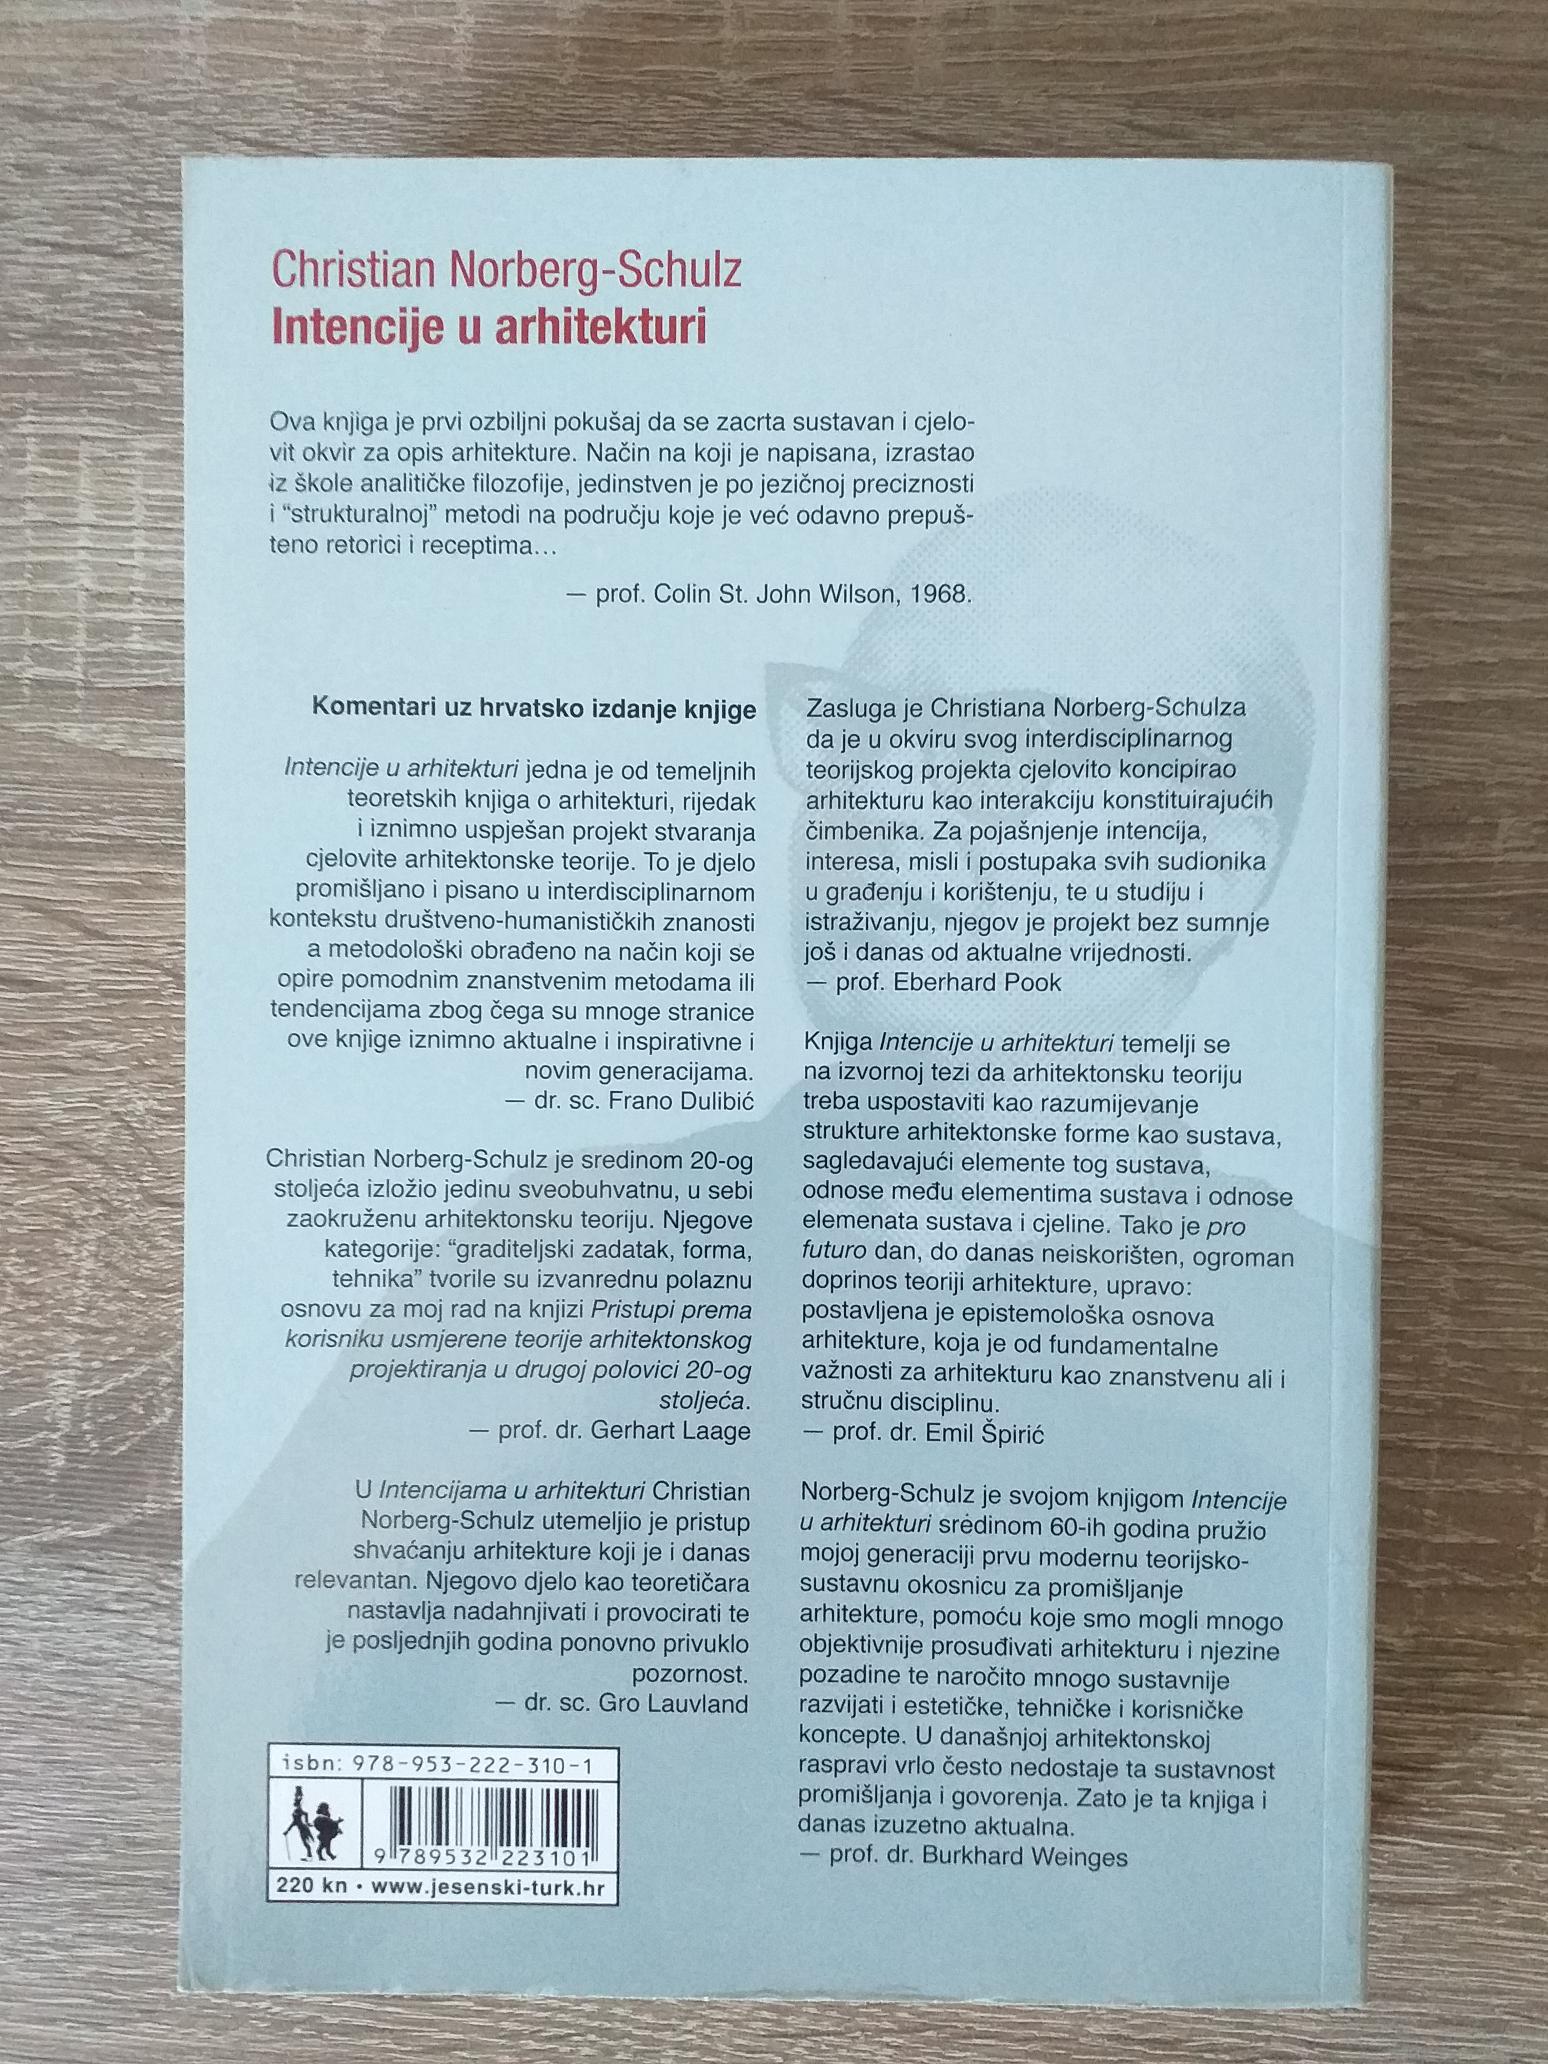 Christian Norberg-Schulz
Intencije u arhitekturi
Ova knjiga je prvi ozbiljni pokušaj da se zacrta sustavan i cjelo-
vit okvir za opis arhitekture. Način na koji je napisana, izrastao
iz škole analitičke filozofije, jedinstven je po jezičnoj preciznosti
i “strukturalnoj” metodi na području koje je već odavno prepuš-
teno retorici i receptima…
— prof. Colin St. John Wilson, 1968.
Komentari uz hrvatsko izdanje knjige
Intencije u arhitekturi jedna je od temeljnih
teoretskih knjiga o arhitekturi, rijedak
i iznimno uspješan projekt stvaranja
cjelovite arhitektonske teorije. To je djelo
promišljano i pisano u interdisciplinarnom
kontekstu društveno-humanističkih znanosti
a metodološki obrađeno na način koji se
opire pomodnim znanstvenim metodama ili
tendencijama zbog čega su mnoge stranice
ove knjige iznimno aktualne i inspirativne i
novim generacijama.
— dr. sc. Frano Dulibić
Christian Norberg-Schulz je sredinom 20-og
stoljeća izložio jedinu sveobuhvatnu, u sebi
zaokruženu arhitektonsku teoriju. Njegove
kategorije: “graditeljski zadatak, forma,
tehnika” tvorile su izvanrednu polaznu
osnovu za moj rad na knjizi Pristupi prema
korisniku usmjerene teorije arhitektonskog
projektiranja u drugoj polovici 20-og
stoljeća.
— prof. dr. Gerhart Laage
U Intencijama u arhitekturi Christian
Norberg-Schulz utemeljio je pristup
shvaćanju arhitekture koji je i danas
relevantan. Njegovo djelo kao teoretičara
nastavlja nadahnjivati i provocirati te
je posljednjih godina ponovno privuklo
pozornost.
— dr. sc. Gro Lauvland
Zasluga je Christiana Norberg-Schulza
da je u okviru svog interdisciplinarnog
teorijskog projekta cjelovito koncipirao
arhitekturu kao interakciju konstituirajućih
čimbenika. Za pojašnjenje intencija,
interesa, misli i postupaka svih sudionika
u građenju i korištenju, te u studiju i
istraživanju, njegov je projekt bez sumnje
još i danas od aktualne vrijednosti.
— prof. Eberhard Pook
Knjiga Intencije u arhitekturi temelji se
na izvornoj tezi da arhitektonsku teoriju
treba uspostaviti kao razumijevanje
strukture arhitektonske forme kao sustava,
sagledavajući elemente tog sustava,
odnose među elementima sustava i odnose
elemenata sustava i cjeline. Tako je pro
futuro dan, do danas neiskorišten, ogroman
doprinos teoriji arhitekture, upravo:
postavljena je epistemološka osnova
arhitekture, koja je od fundamentalne
važnosti za arhitekturu kao znanstvenu ali i
stručnu disciplinu.
— prof. dr. Emil Špirić
Norberg-Schulz je svojom knjigom Intencije
u arhitekturi sredinom 60-ih godina pružio
mojoj generaciji prvu modernu teorijsko-
sustavnu okosnicu za promišljanje
arhitekture, pomoću koje smo mogli mnogo
objektivnije prosuđivati arhitekturu i njezine
pozadine te naročito mnogo sustavnije
razvijati i estetičke, tehničke i korisničke
koncepte. U današnjoj arhitektonskoj
raspravi vrlo često nedostaje ta sustavnost
promišljanja i govorenja. Zato je ta knjiga i
danas izuzetno aktualna.
— prof. dr. Burkhard Weinges
isbn: 978-953-222-310-1
9 789532 223101
220 kn • www.jesenski-turk.hr